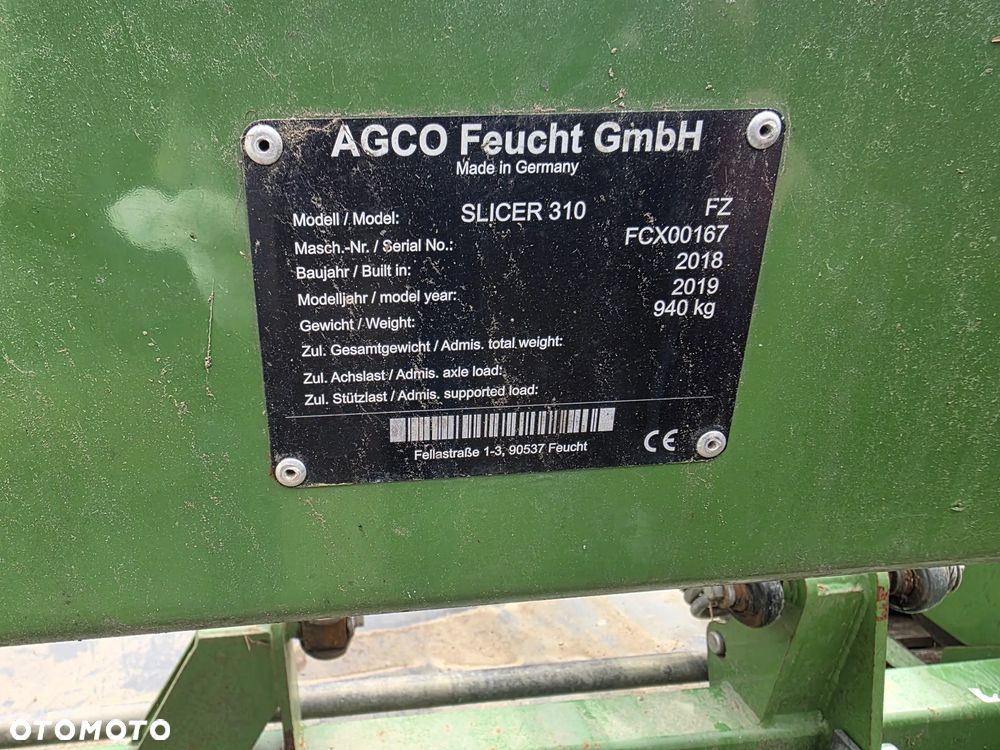 AGCO Feucht GmbH
Made in Germany
Modell / Model: SLICER 310 FZ
Masch.-Nr. / Serial No.: FCX00167
Baujahr / Built in: 2018
Modelljahr / model year: 2019
Gewicht / Weight: 940 kg
Zul. Gesamtgewicht / Admis. total weight:
Zul. Achslast / Admis. axle load:
Zul. Stützlast / Admis. supported load:
CE
Fellastraße 1-3, 90537 Feucht
OTOMOTO